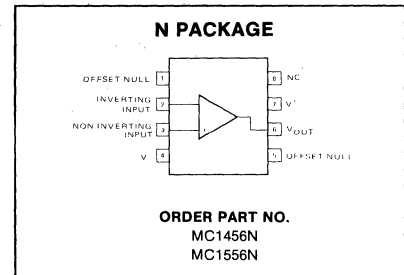 N PACKAGE
OFFSET NULL 1
8 NC
INVERTING INPUT 2
7 V+
NON INVERTING INPUT 3
6 VOUT
V 4
5 OFFSET NULL
ORDER PART NO.
MC1456N
MC1556N